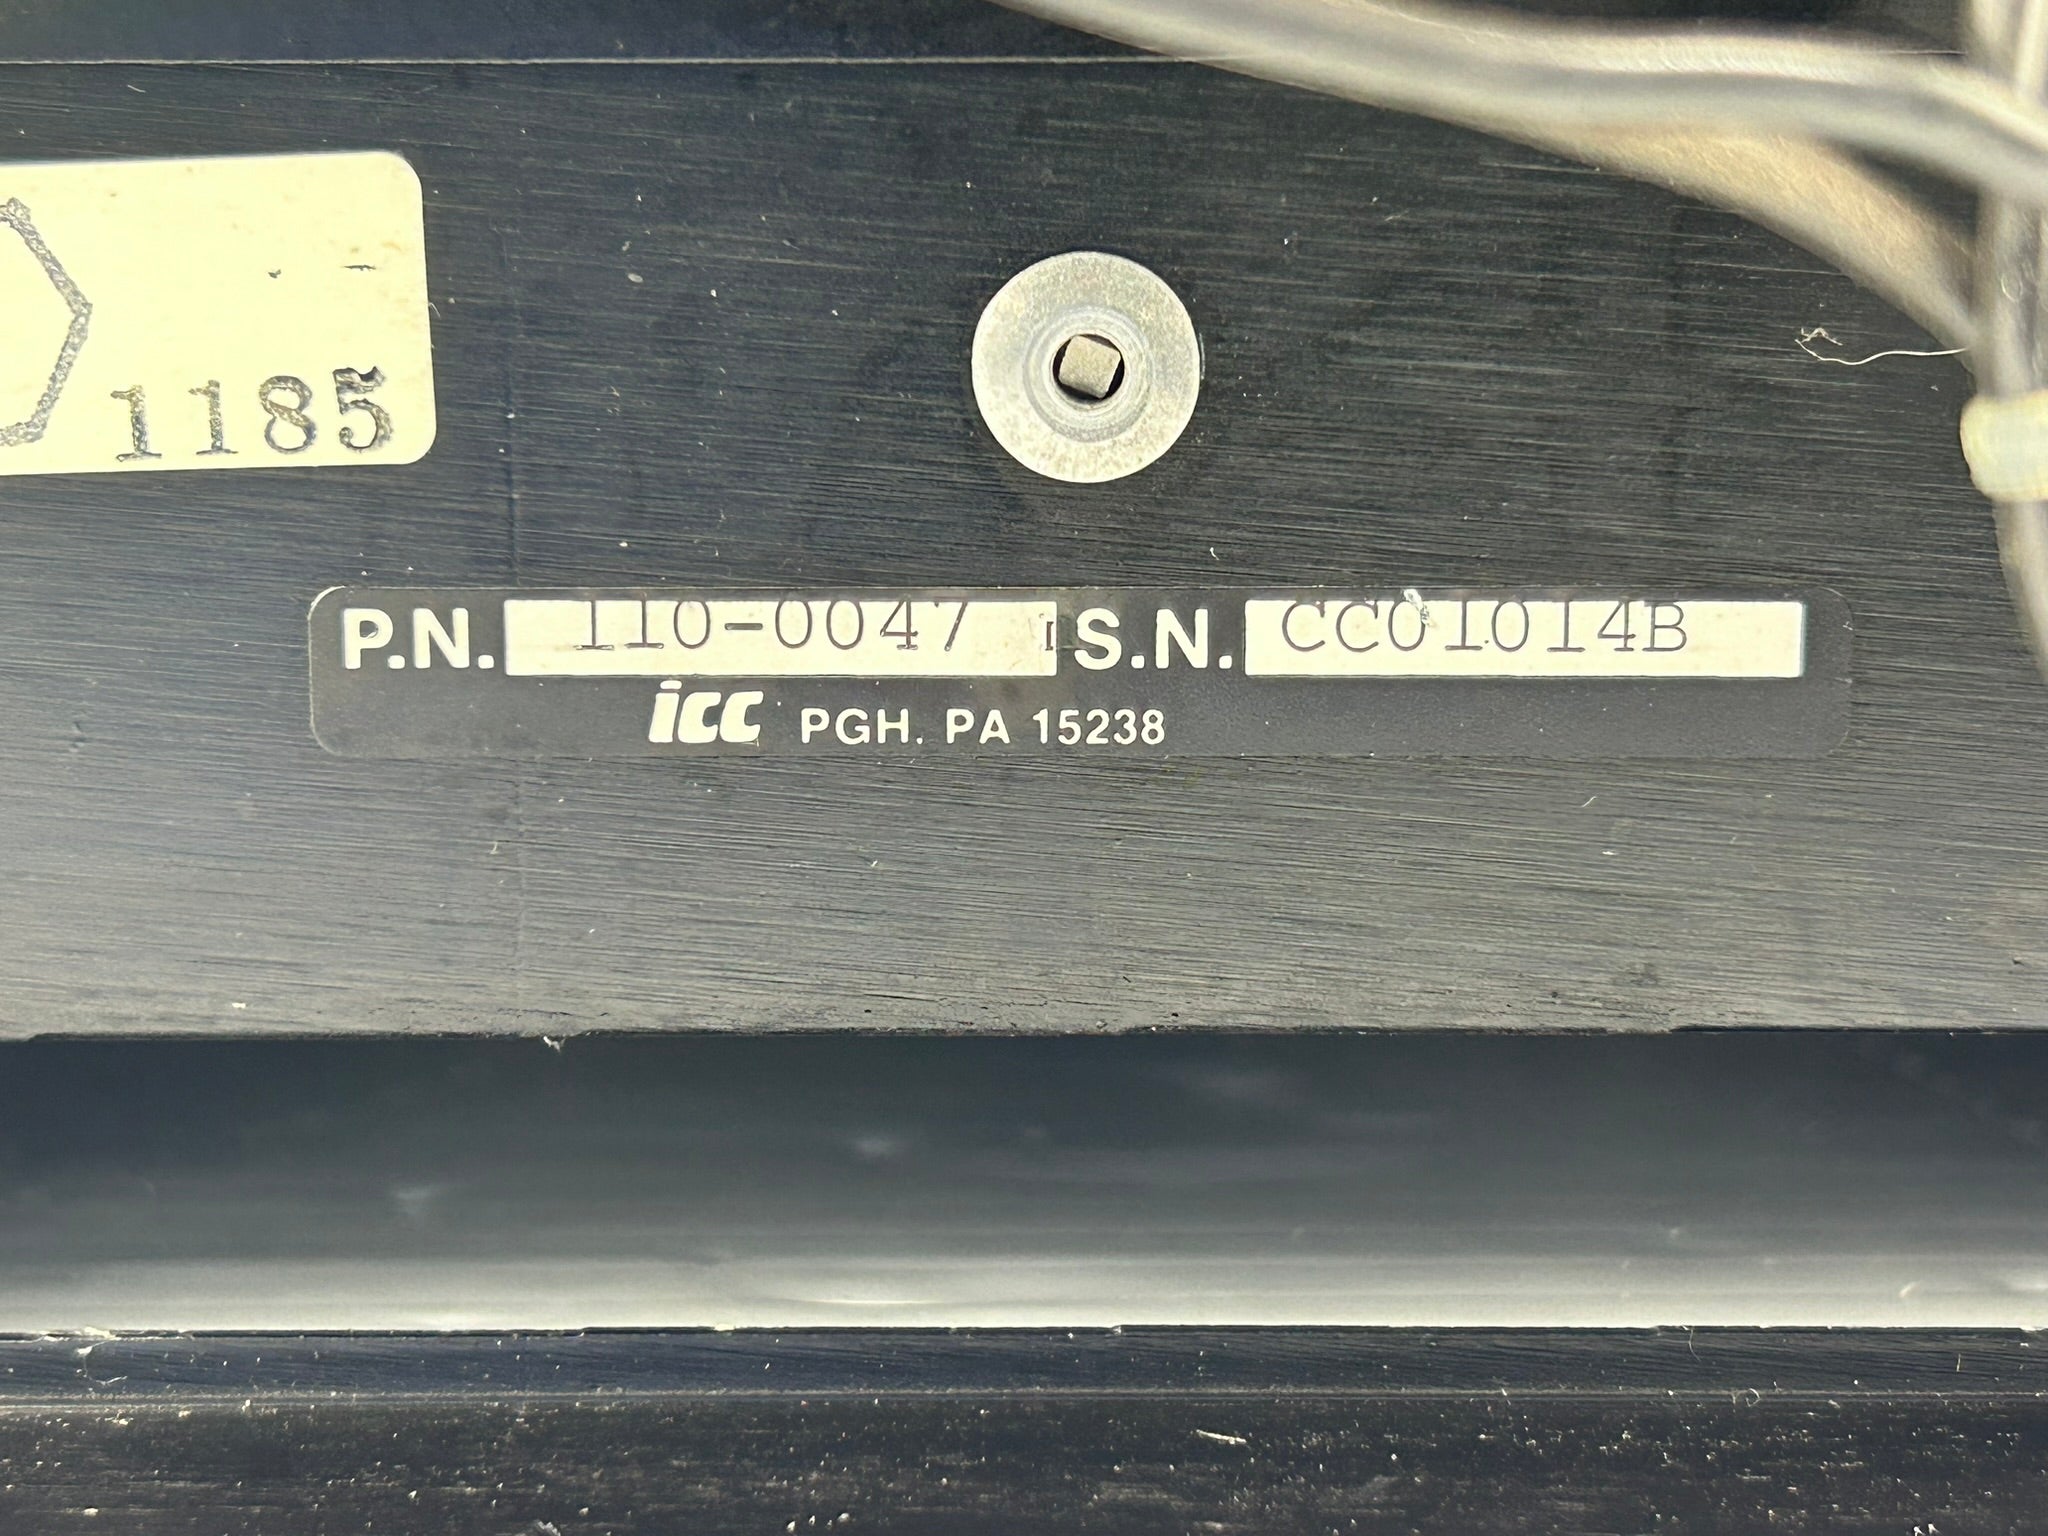 1185
P.N. 110-0047 S.N. CC01014B
icc PGH. PA 15238